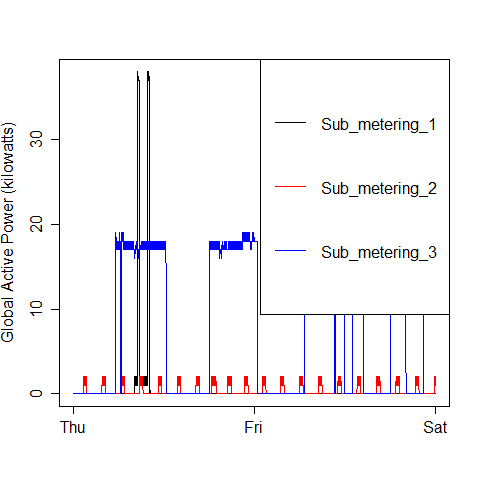 Global Active Power (kilowatts)
30
20
10
0
Sub_metering_1
Sub_metering_2
Sub_metering_3
Thu
Fri
Sat